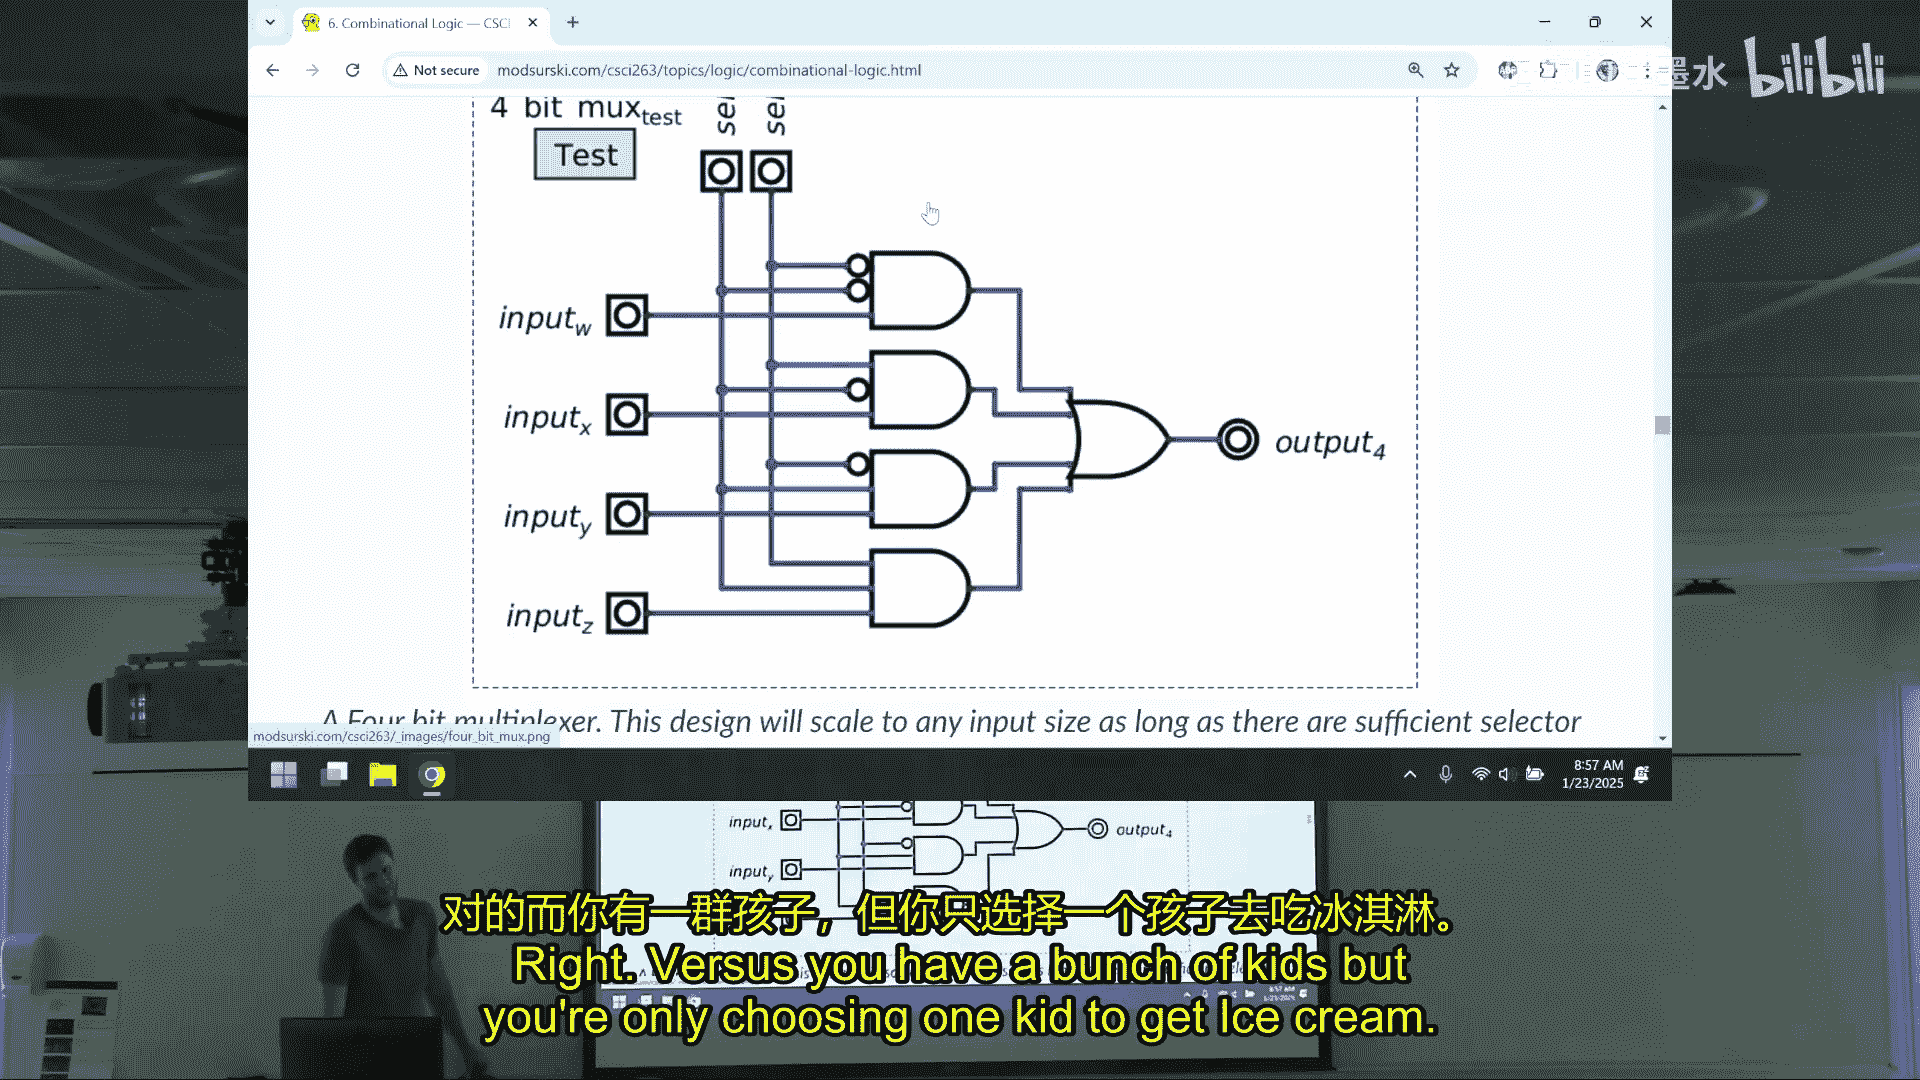 6. Combinational Logic — CSCI
Not secure
modsurski.com/csci263/topics/logic/combinational-logic.html
墨水 bilibili
4 bit mux test
Test
input w
input x
input y
input z
output 4
A Four bit multiplexer. This design will scale to any input size as long as there are sufficient selector
modsurski.com/csci263/_images/four_bit_mux.png
8:57 AM
1/23/2025
input x
input y
output 4
对的而你有一群孩子，但你只选择一个孩子去吃冰淇淋。
Right. Versus you have a bunch of kids but
you're only choosing one kid to get Ice cream.